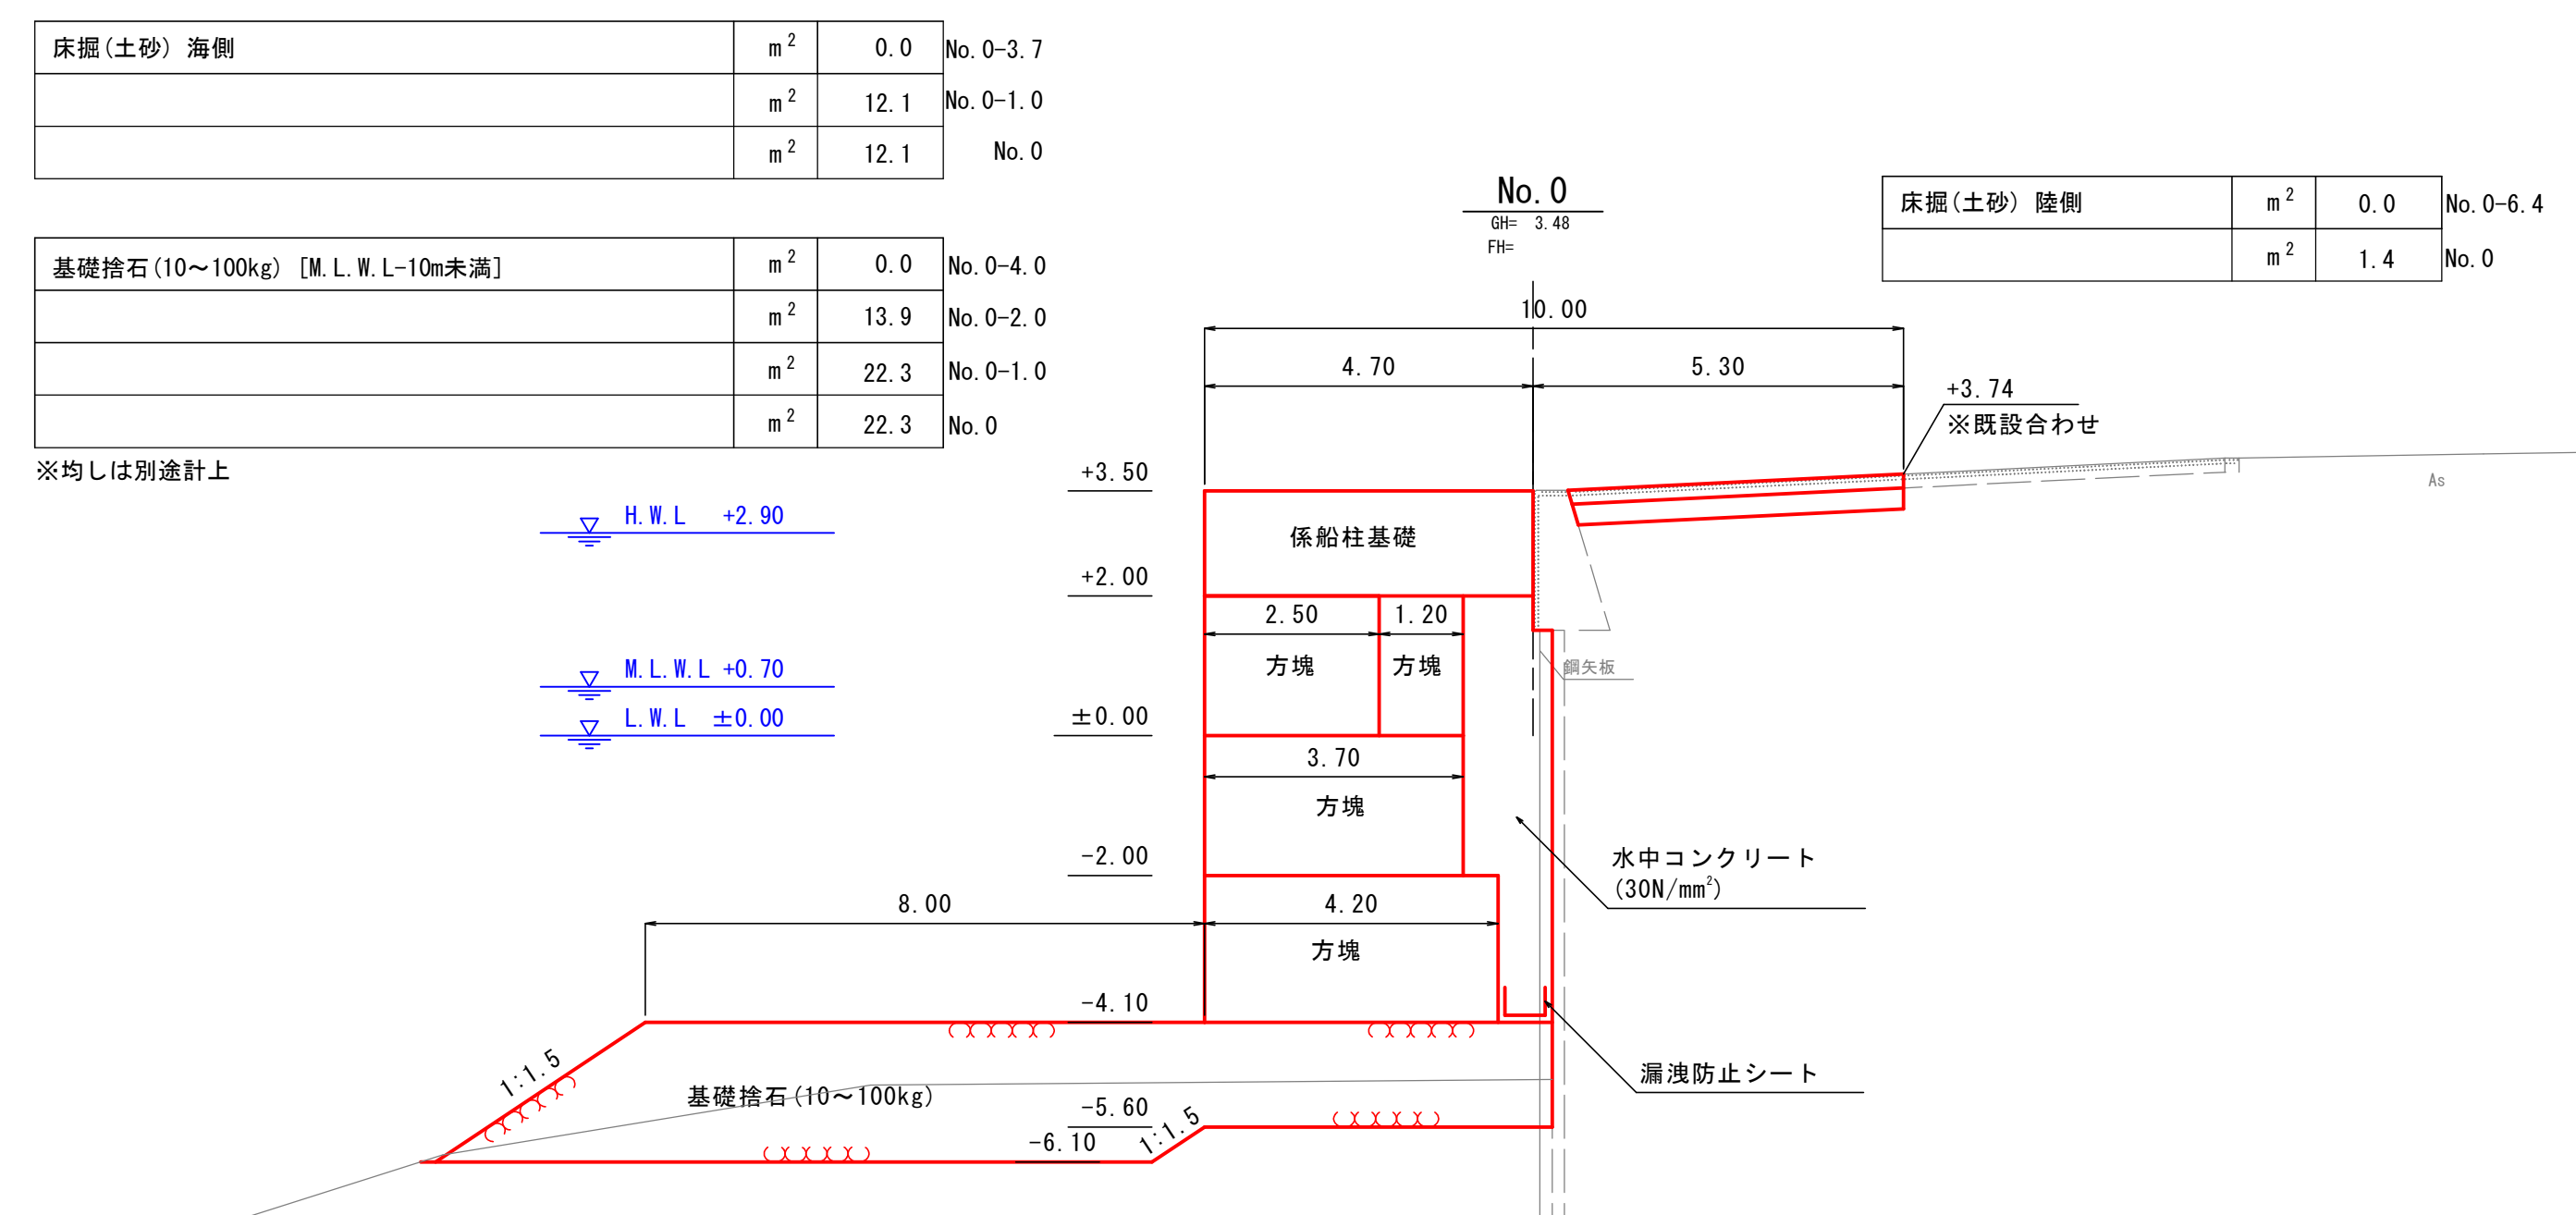 床掘(土砂) 海側 m2 0.0 No.0-3.7
m2 12.1 No.0-1.0
m2 12.1 No.0
基礎捨石(10～100kg) [M.L.W.L-10m未満] m2 0.0 No.0-4.0
m2 13.9 No.0-2.0
m2 22.3 No.0-1.0
m2 22.3 No.0
※均しは別途計上
No.0
GH= 3.48
FH=
床掘(土砂) 陸側 m2 0.0 No.0-6.4
m2 1.4 No.0
10.00
4.70 5.30
+3.74
※既設合わせ
As
+3.50
H.W.L +2.90
係船柱基礎
+2.00
2.50 1.20
方塊 方塊
鋼矢板
M.L.W.L +0.70
L.W.L ±0.00
±0.00
3.70
方塊
-2.00
水中コンクリート
(30N/mm2)
8.00 4.20
方塊
-4.10
1:1.5
基礎捨石(10～100kg)
漏洩防止シート
-5.60
-6.10
1:1.5